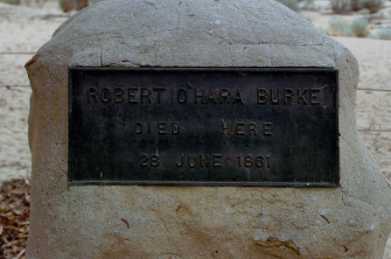 ROBERT O'HARA BURKE
DIED HERE
28 JUNE 1861